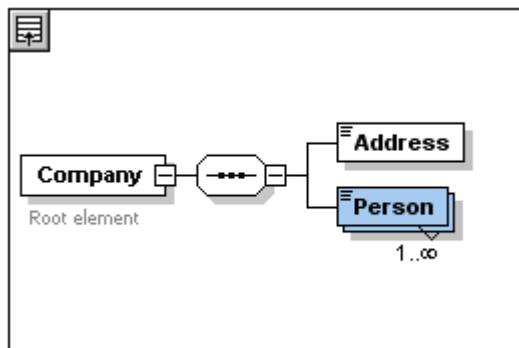 Address
Company
Root element
Person
1..∞